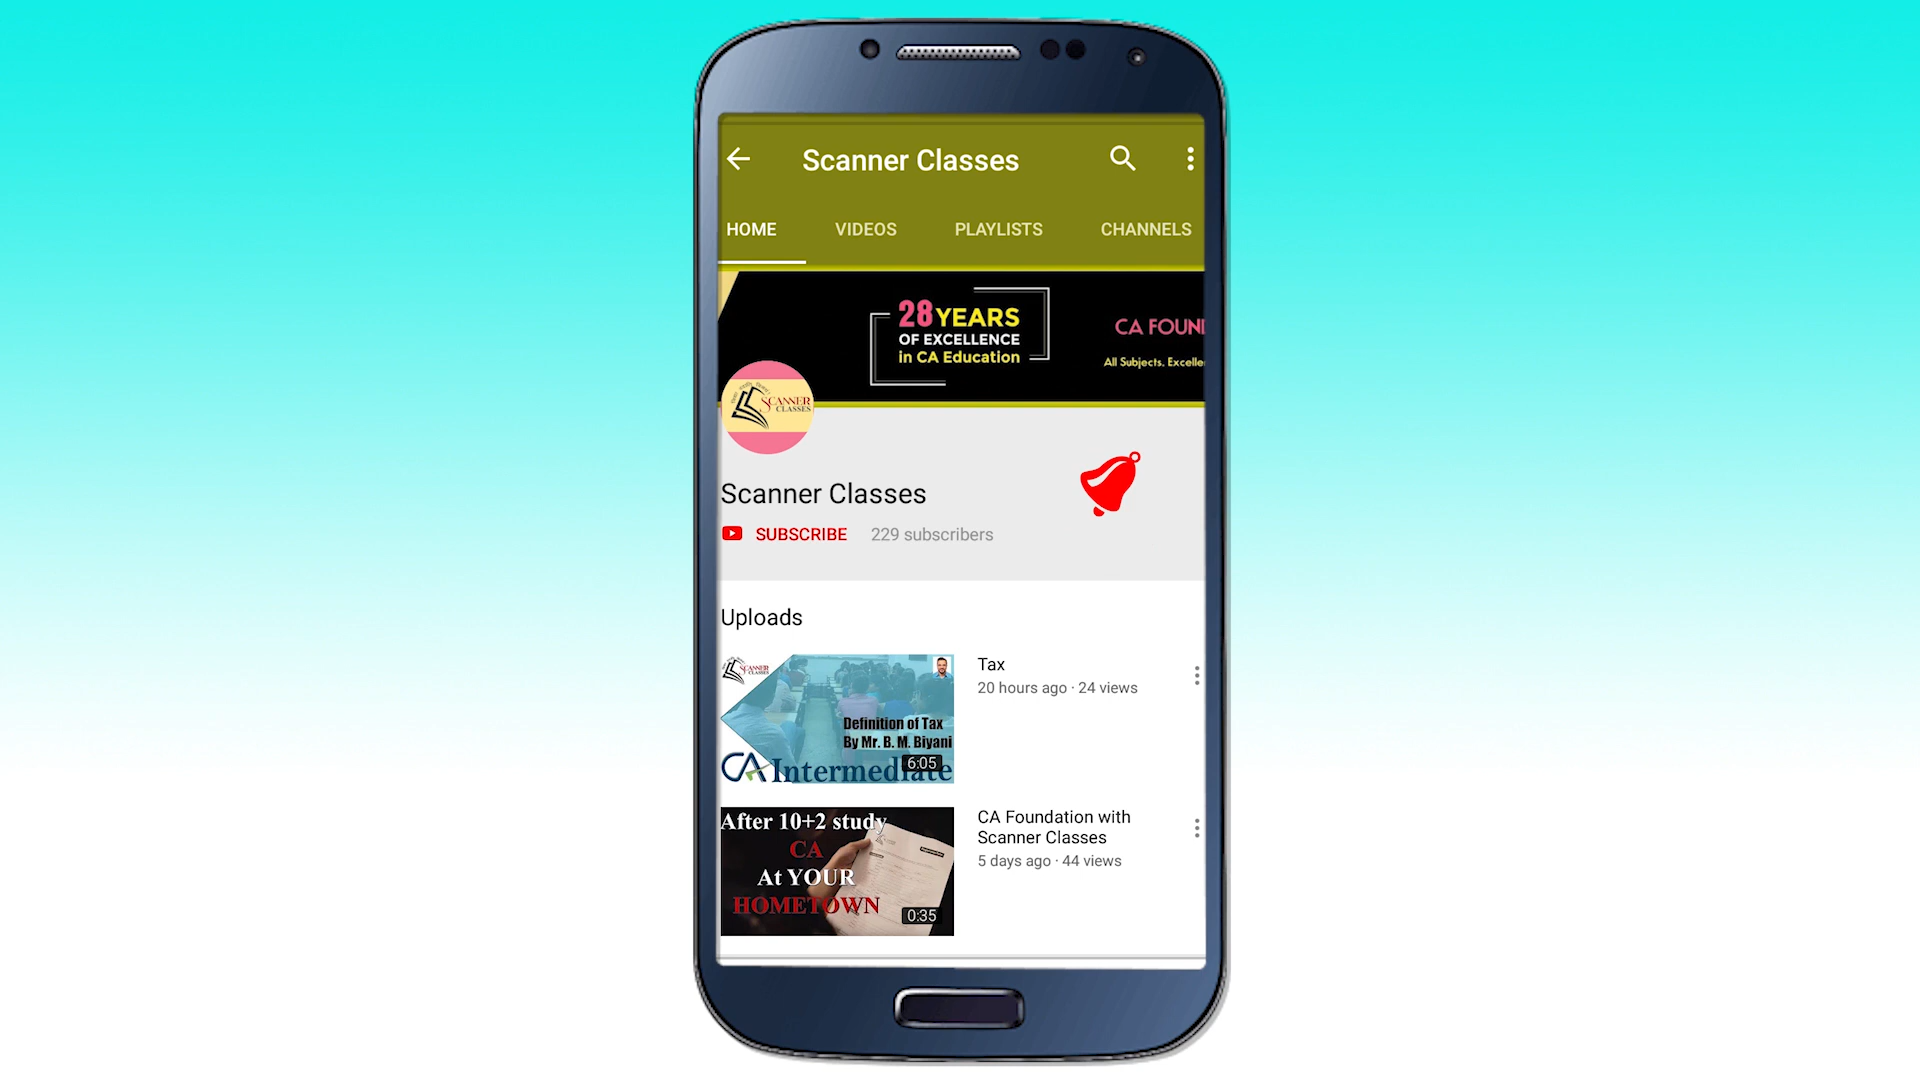 Scanner Classes
HOME VIDEOS PLAYLISTS CHANNELS
28 YEARS
OF EXCELLENCE
in CA Education
CA FOUN
All Subjects. Excelle
SCANNER
CLASSES
Scanner Classes
SUBSCRIBE 229 subscribers
Uploads
SCANNER
CLASSES
Definition of Tax
By Mr. B. M. Biyani
CA Intermediate
6:05
Tax
20 hours ago · 24 views
After 10+2 study
CA
At YOUR
HOMETOWN
0:35
CA Foundation with
Scanner Classes
5 days ago · 44 views